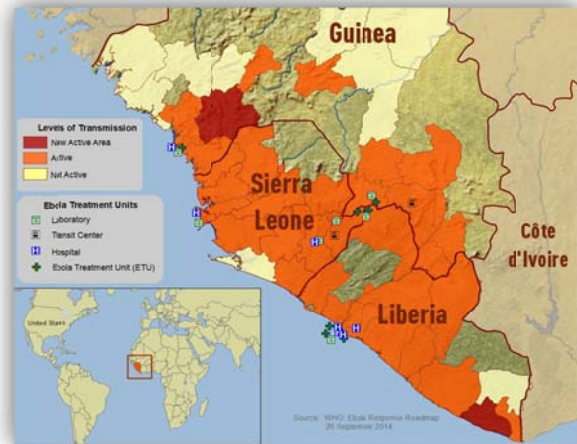 Guinea
Levels of Transmission
New Active Area
Active
Not Active
Ebola Treatment Units
Laboratory
Transit Center
H
Hospital
Ebola Treatment Unit (ETU)
Sierra
Leone
Côte
d'Ivoire
Liberia
United States
Source: WHO: Ebola Response Roadmap
26 September 2014